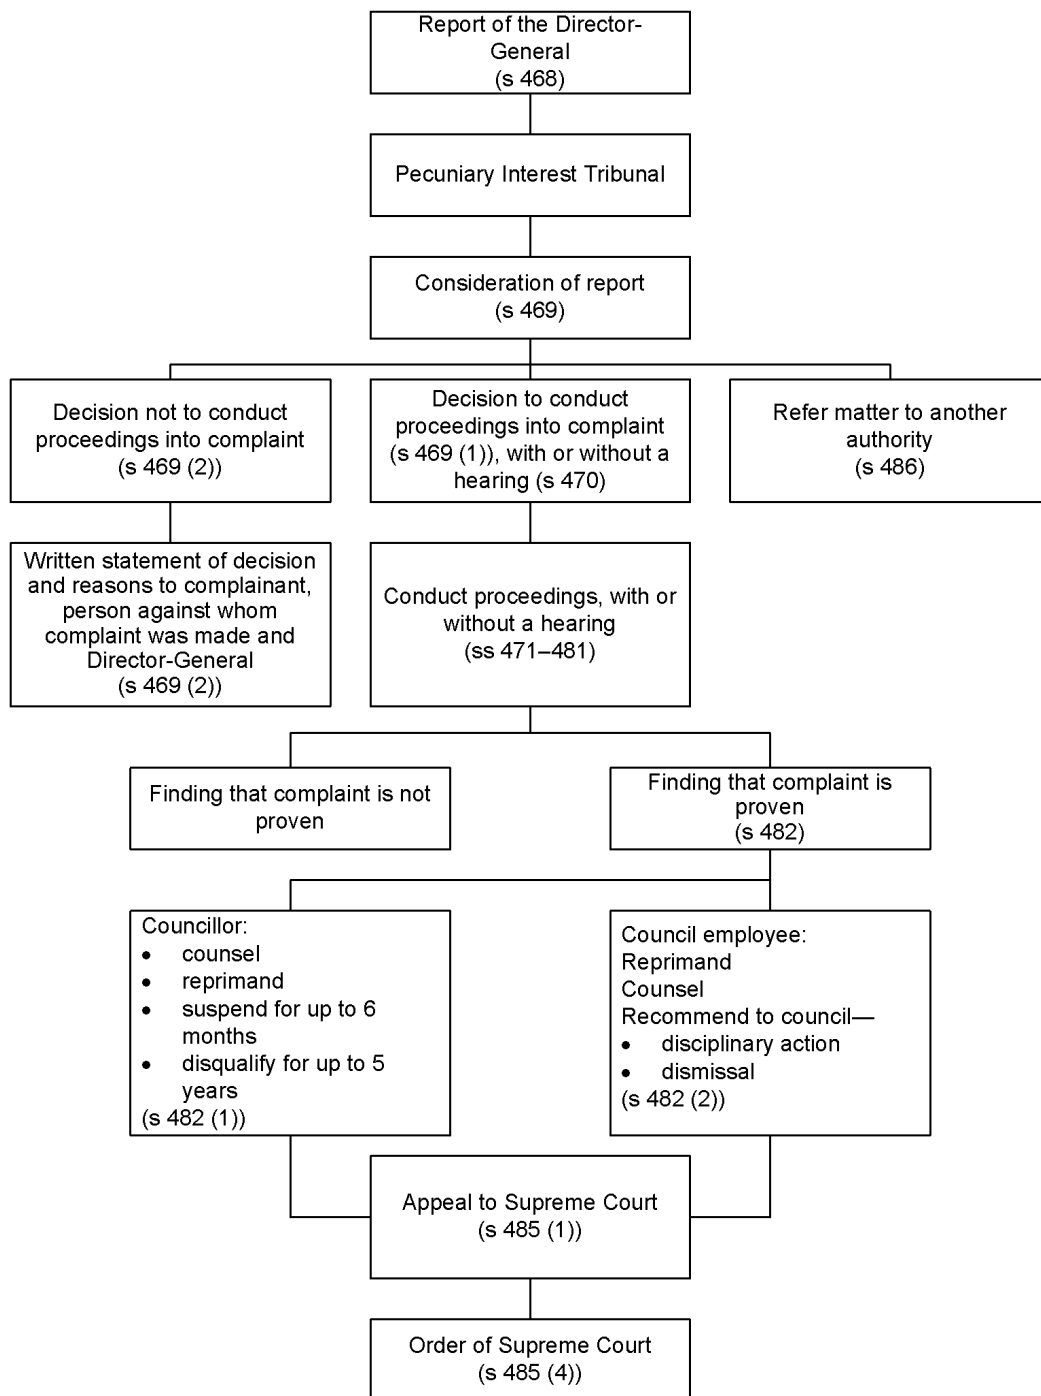 Report of the Director-
General
(s 468)
Pecuniary Interest Tribunal
Consideration of report
(s 469)
Decision not to conduct
proceedings into complaint
(s 469 (2))
Decision to conduct
proceedings into complaint
(s 469 (1)), with or without a
hearing (s 470)
Refer matter to another
authority
(s 486)
Written statement of decision
and reasons to complainant,
person against whom
complaint was made and
Director-General
(s 469 (2))
Conduct proceedings, with or
without a hearing
(ss 471–481)
Finding that complaint is not
proven
Finding that complaint is
proven
(s 482)
Councillor:
• counsel
• reprimand
• suspend for up to 6
months
• disqualify for up to 5
years
(s 482 (1))
Council employee:
Reprimand
Counsel
Recommend to council—
• disciplinary action
• dismissal
(s 482 (2))
Appeal to Supreme Court
(s 485 (1))
Order of Supreme Court
(s 485 (4))